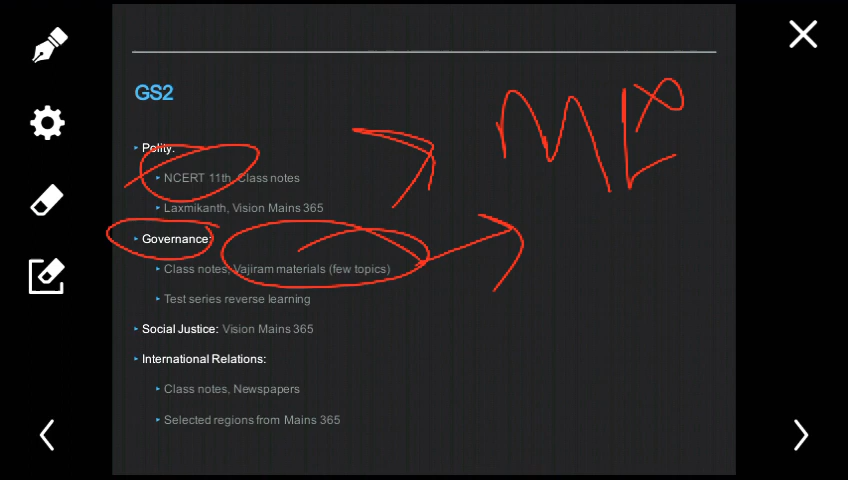 GS2
Polity:
NCERT 11th, Class notes
Laxmikanth, Vision Mains 365
Governance:
Class notes, Vajiram materials (few topics)
Test series reverse learning
Social Justice: Vision Mains 365
International Relations:
Class notes, Newspapers
Selected regions from Mains 365